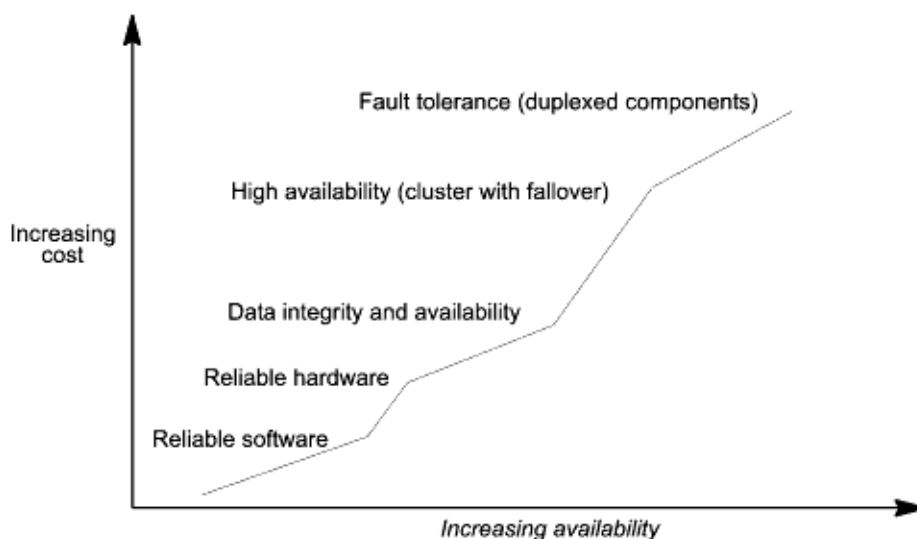 Fault tolerance (duplexed components)
High availability (cluster with fallover)
Increasing
cost
Data integrity and availability
Reliable hardware
Reliable software
Increasing availability